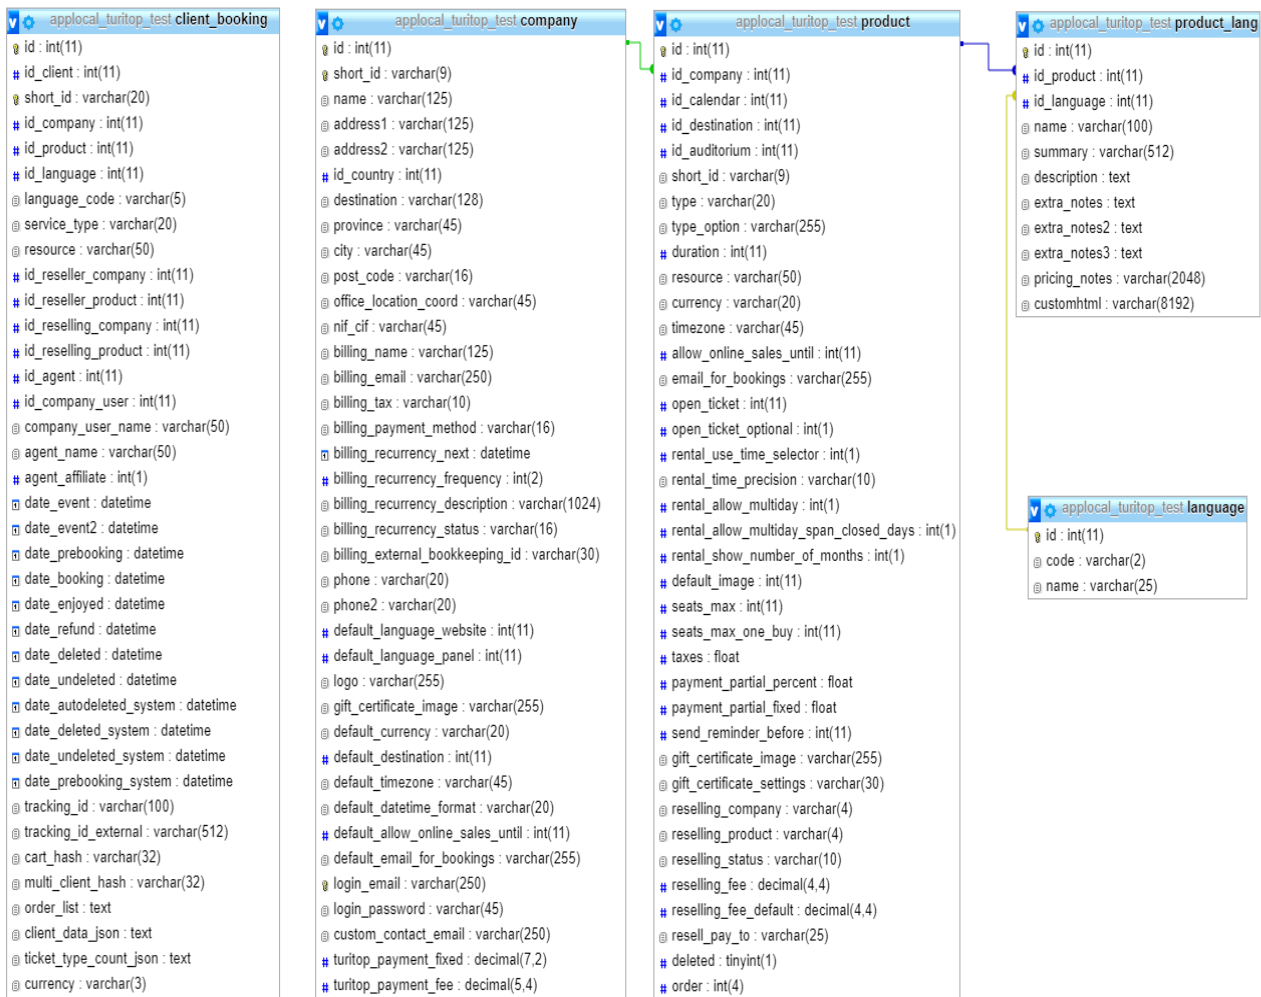 applocal_turitop_test client_booking
id : int(11)
id_client : int(11)
short_id : varchar(20)
id_company : int(11)
id_product : int(11)
id_language : int(11)
language_code : varchar(5)
service_type : varchar(20)
resource : varchar(50)
id_reseller_company : int(11)
id_reseller_product : int(11)
id_reselling_company : int(11)
id_reselling_product : int(11)
id_agent : int(11)
id_company_user : int(11)
company_user_name : varchar(50)
agent_name : varchar(50)
agent_affiliate : int(1)
date_event : datetime
date_event2 : datetime
date_prebooking : datetime
date_booking : datetime
date_enjoyed : datetime
date_refund : datetime
date_deleted : datetime
date_undeleted : datetime
date_autodeleted_system : datetime
date_deleted_system : datetime
date_undeleted_system : datetime
date_prebooking_system : datetime
tracking_id : varchar(100)
tracking_id_external : varchar(512)
cart_hash : varchar(32)
multi_client_hash : varchar(32)
order_list : text
client_data_json : text
ticket_type_count_json : text
currency : varchar(3)
applocal_turitop_test company
id : int(11)
short_id : varchar(9)
name : varchar(125)
address1 : varchar(125)
address2 : varchar(125)
id_country : int(11)
destination : varchar(128)
province : varchar(45)
city : varchar(45)
post_code : varchar(16)
office_location_coord : varchar(45)
nif_cif : varchar(45)
billing_name : varchar(125)
billing_email : varchar(250)
billing_tax : varchar(10)
billing_payment_method : varchar(16)
billing_recurrency_next : datetime
billing_recurrency_frequency : int(2)
billing_recurrency_description : varchar(1024)
billing_recurrency_status : varchar(16)
billing_external_bookkeeping_id : varchar(30)
phone : varchar(20)
phone2 : varchar(20)
default_language_website : int(11)
default_language_panel : int(11)
logo : varchar(255)
gift_certificate_image : varchar(255)
default_currency : varchar(20)
default_destination : int(11)
default_timezone : varchar(45)
default_datetime_format : varchar(20)
default_allow_online_sales_until : int(11)
default_email_for_bookings : varchar(255)
login_email : varchar(250)
login_password : varchar(45)
custom_contact_email : varchar(250)
turitop_payment_fixed : decimal(7,2)
turitop_payment_fee : decimal(5,4)
applocal_turitop_test product
id : int(11)
id_company : int(11)
id_calendar : int(11)
id_destination : int(11)
id_auditorium : int(11)
short_id : varchar(9)
type : varchar(20)
type_option : varchar(255)
duration : int(11)
resource : varchar(50)
currency : varchar(20)
timezone : varchar(45)
allow_online_sales_until : int(11)
email_for_bookings : varchar(255)
open_ticket : int(11)
open_ticket_optional : int(1)
rental_use_time_selector : int(1)
rental_time_precision : varchar(10)
rental_allow_multiday : int(1)
rental_allow_multiday_span_closed_days : int(1)
rental_show_number_of_months : int(1)
default_image : int(11)
seats_max : int(11)
seats_max_one_buy : int(11)
taxes : float
payment_partial_percent : float
payment_partial_fixed : float
send_reminder_before : int(11)
gift_certificate_image : varchar(255)
gift_certificate_settings : varchar(30)
reselling_company : varchar(4)
reselling_product : varchar(4)
reselling_status : varchar(10)
reselling_fee : decimal(4,4)
reselling_fee_default : decimal(4,4)
resell_pay_to : varchar(25)
deleted : tinyint(1)
order : int(4)
applocal_turitop_test product_lang
id : int(11)
id_product : int(11)
id_language : int(11)
name : varchar(100)
summary : varchar(512)
description : text
extra_notes : text
extra_notes2 : text
extra_notes3 : text
pricing_notes : varchar(2048)
customhtml : varchar(8192)
applocal_turitop_test language
id : int(11)
code : varchar(2)
name : varchar(25)